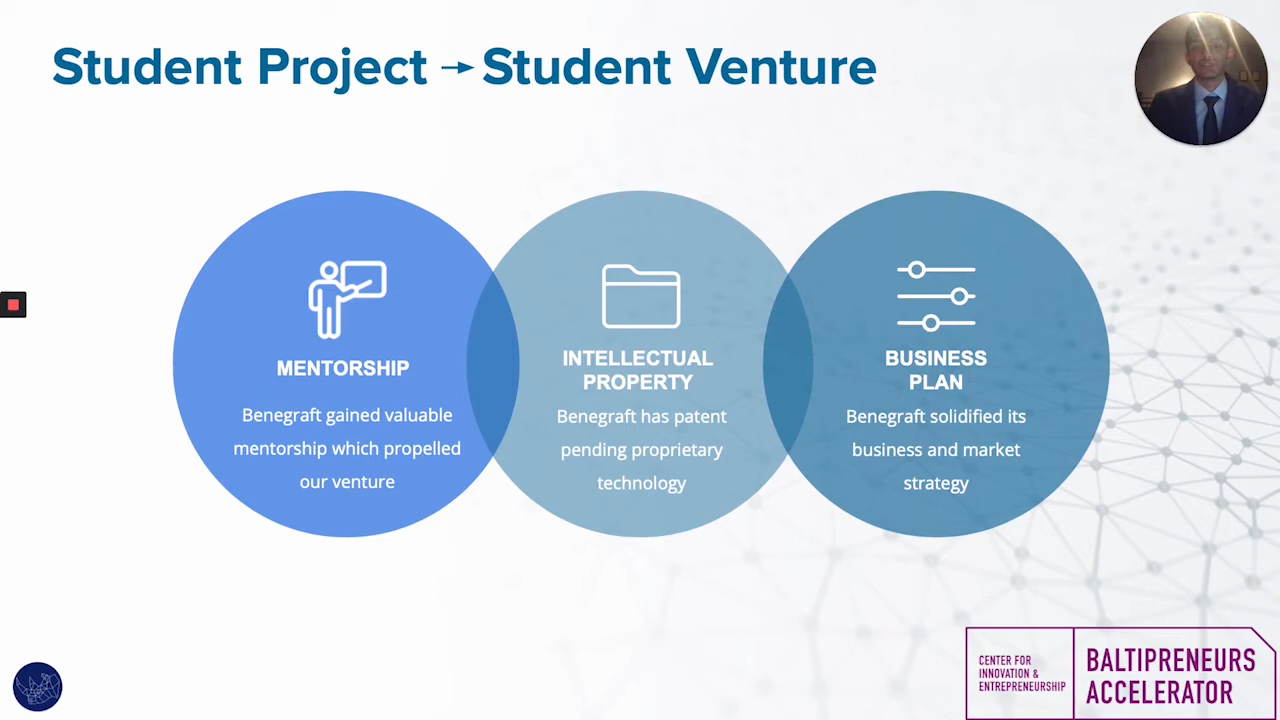 Student Project → Student Venture
MENTORSHIP
Benegraft gained valuable
mentorship which propelled
our venture
INTELLECTUAL
PROPERTY
Benegraft has patent
pending proprietary
technology
BUSINESS
PLAN
Benegraft solidified its
business and market
strategy
CENTER FOR
INNOVATION &
ENTREPRENEURSHIP
BALTIPRENEURS
ACCELERATOR